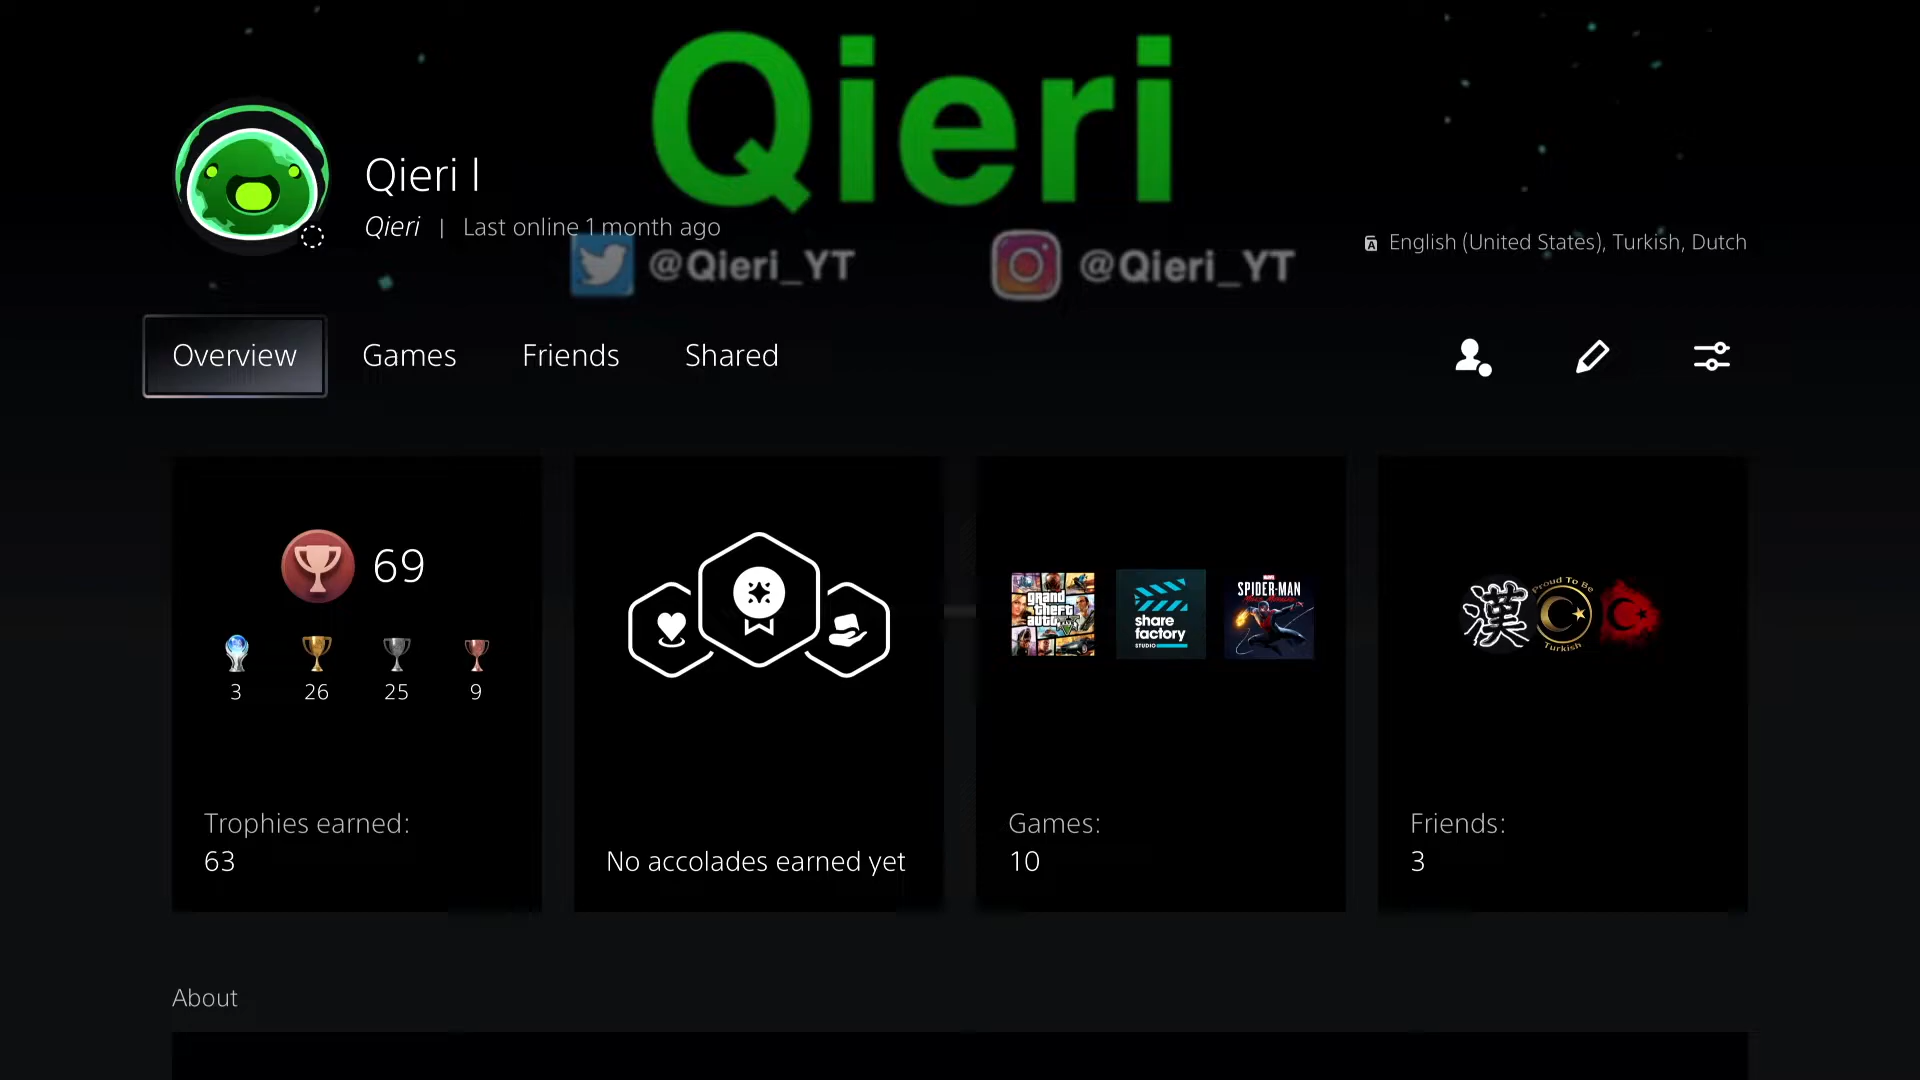 Qieri
Qieri l
Qieri | Last online 1 month ago
@Qieri_YT
@Qieri_YT
English (United States), Turkish, Dutch
Overview
Games
Friends
Shared
69
3
26
25
9
Trophies earned:
63
No accolades earned yet
grand
theft
auto
share
factory
STUDIO
MARVEL
SPIDER-MAN
Games:
10
漢
Proud To Be
Turkish
Friends:
3
About